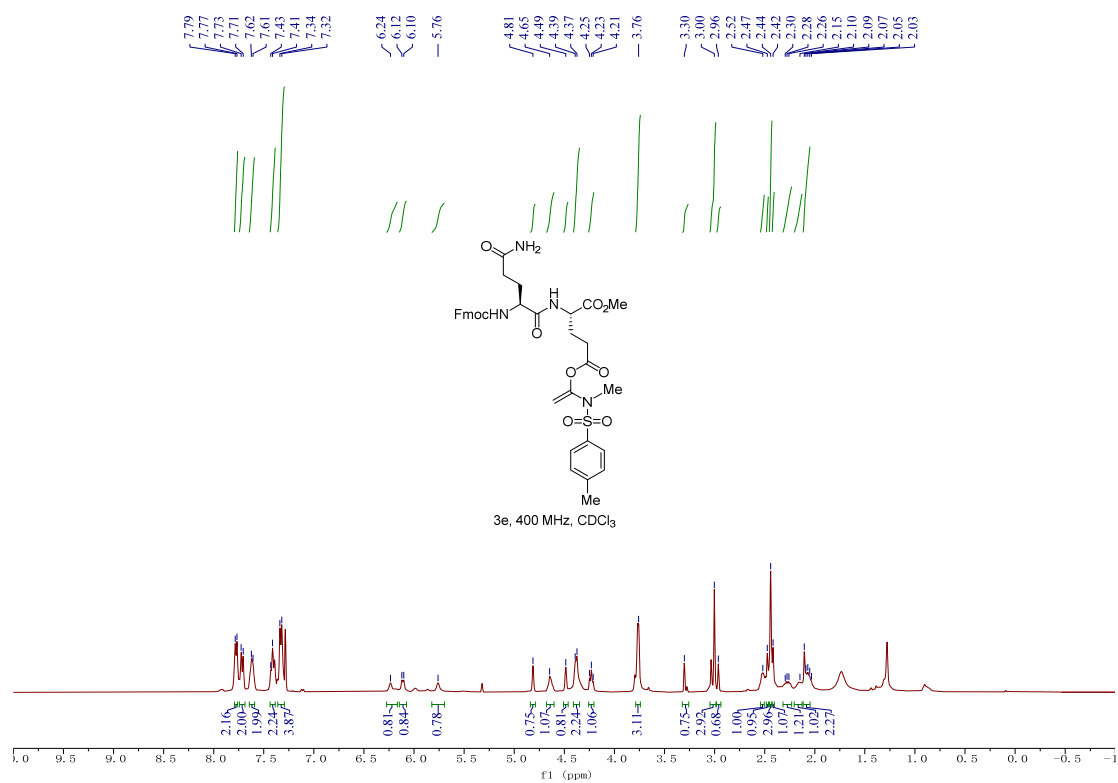 7.79 7.77 7.73 7.71 7.62 7.61 7.43 7.41 7.34 7.32 6.24 6.12 6.10 5.76 4.81 4.65 4.49 4.39 4.37 4.25 4.23 4.21 3.76 3.30 3.00 2.96 2.52 2.47 2.44 2.42 2.30 2.28 2.26 2.15 2.10 2.09 2.07 2.05 2.03
O NH2
H
N CO2Me
FmocHN
O
O O
Me
N
O=S=O
Me
3e, 400 MHz, CDCl3
2.16 2.00 1.99 2.24 3.87 0.81 0.84 0.78 0.75 1.07 0.81 2.24 1.06 3.11 0.75 2.92 0.68 1.00 0.95 2.96 1.07 1.21 1.02 2.27
9.5 9.0 8.5 8.0 7.5 7.0 6.5 6.0 5.5 5.0 4.5 4.0 3.5 3.0 2.5 2.0 1.5 1.0 0.5 0.0 -0.5
f1 (ppm)